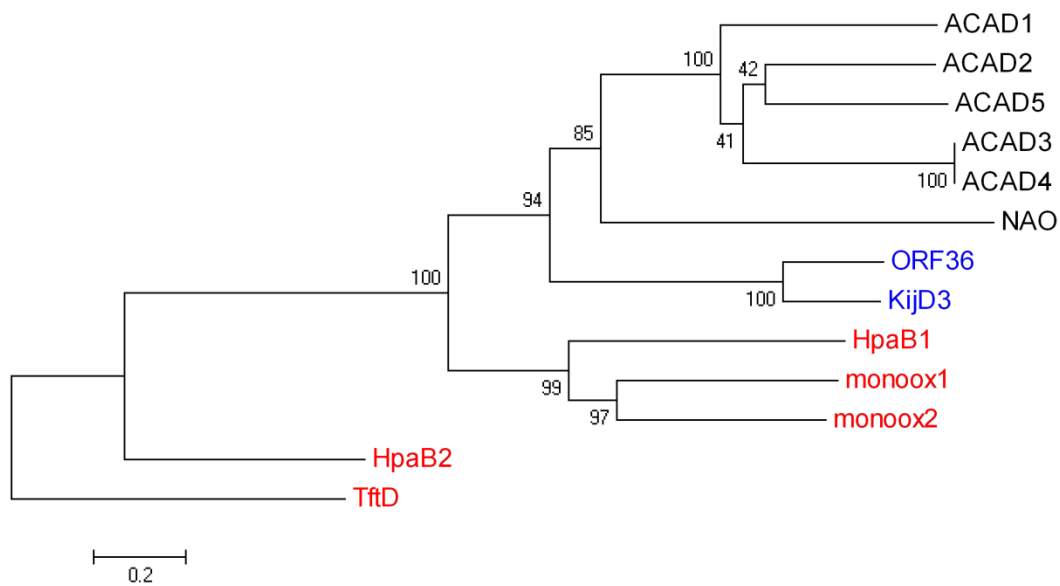 ACAD1
100
42
ACAD2
ACAD5
85
41
ACAD3
100
ACAD4
94
NAO
ORF36
100
KijD3
100
HpaB1
99
monoox1
97
monoox2
HpaB2
TftD
0.2